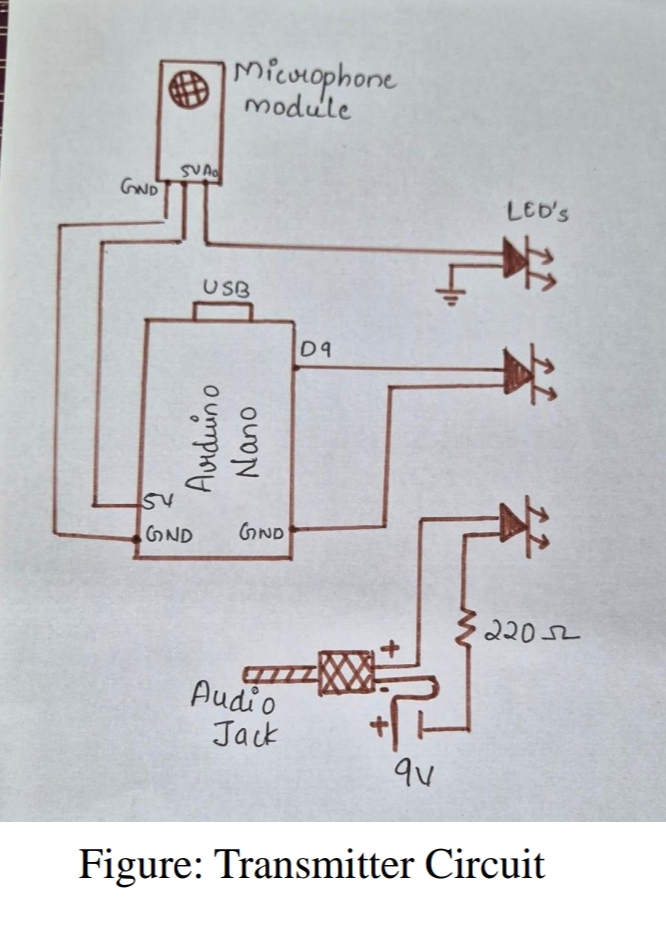 Microphone
module
GND
5V A0
LED's
USB
D9
Arduino
Nano
5V
GND
GND
+
220 Ω
-
Audio
Jack
+
9V
Figure: Transmitter Circuit